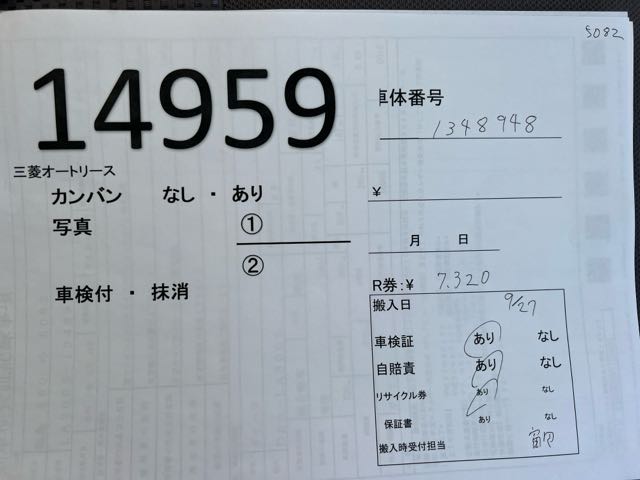 5082
14959
車体番号
1348948
三菱オートリース
カンバン なし ・ あり
¥
写真 ①
月 日
②
R券:¥ 7.320
車検付 ・ 抹消
搬入日 9/27
車検証 あり なし
自賠責 あり なし
リサイクル券 あり なし
保証書 あり なし
搬入時受付担当